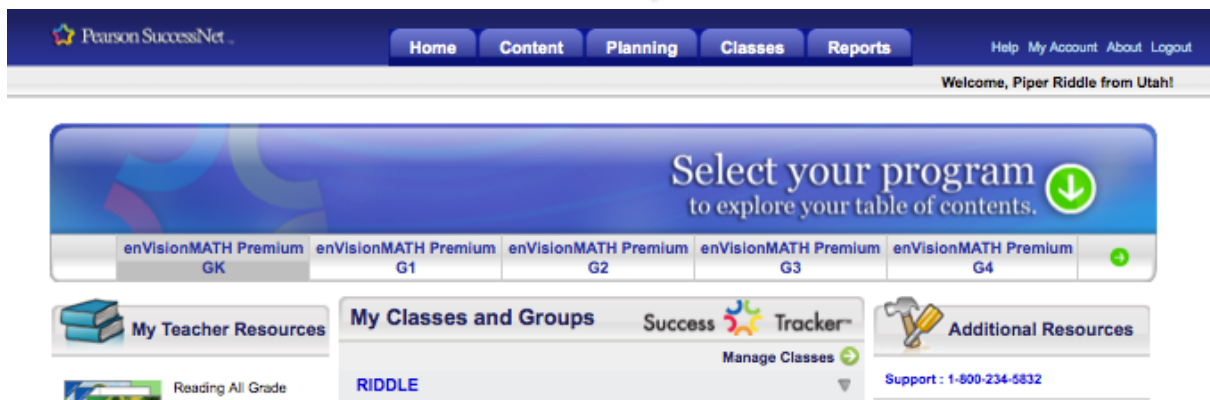 Pearson SuccessNet™
Home Content Planning Classes Reports
Help My Account About Logout
Welcome, Piper Riddle from Utah!
Select your program
to explore your table of contents.
enVisionMATH Premium GK
enVisionMATH Premium G1
enVisionMATH Premium G2
enVisionMATH Premium G3
enVisionMATH Premium G4
My Teacher Resources
Reading All Grade
My Classes and Groups
Success Tracker™
Manage Classes
RIDDLE
Additional Resources
Support : 1-800-234-5832